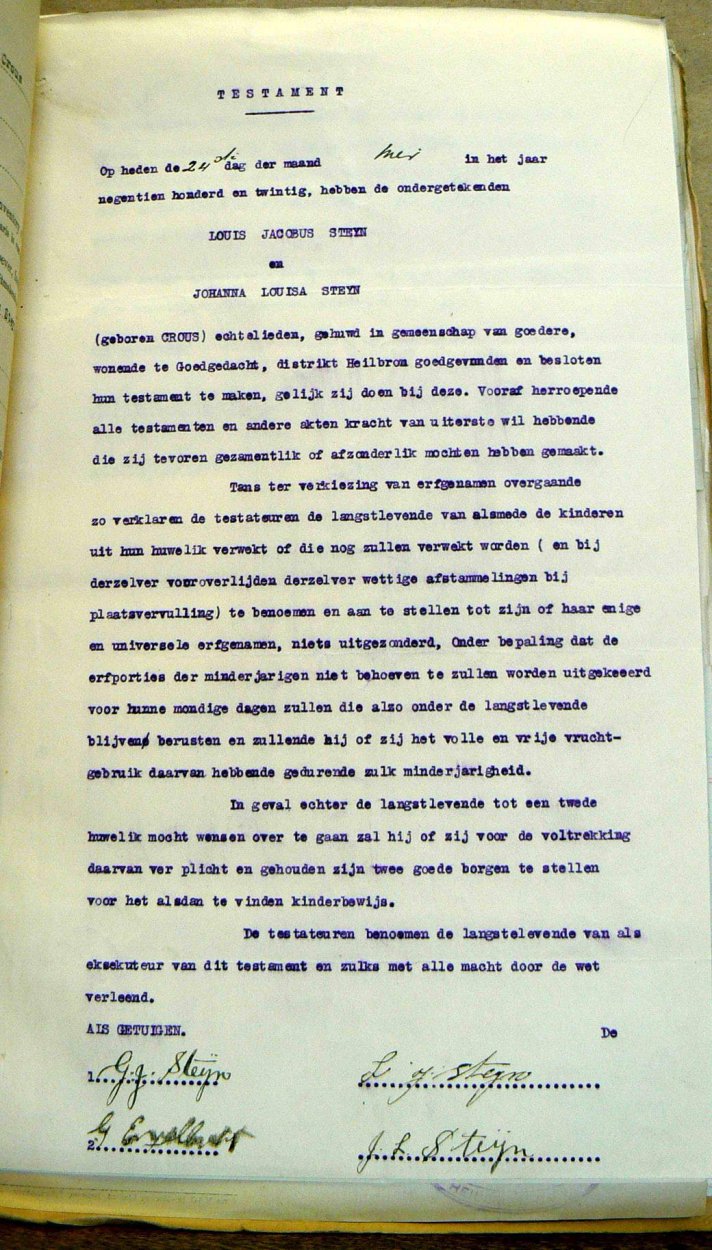 TESTAMENT
Op heden de 24ste dag der maand Mei in het jaar
negentien honderd en twintig, hebben de ondergetekenden
LOUIS JACOBUS STEYN
en
JOHANNA LOUISA STEYN
(geboren CROUS) echtelieden, gehuwd in gemeenschap van goedere,
wonende te Goedgedacht, distrikt Heilbron goedgevunden en besloten
hun testament te maken, gelijk zij doen bij deze. Vooraf herroepende
alle testamenten en andere akten kracht van uiterste wil hebbende
die zij tevoren gezamentlik of afzonderlik mochten hebben gemaakt.
Tans ter verkiezing van erfgenamen overgaande
zo verklaren de testateuren de langstlevende van alsmede de kinderen
uit hun huwelik verwekt of die nog zullen verwekt worden ( en bij
derzelver vooroverlijden derzelver wettige afstammelingen bij
plaatsvervulling) te benoemen en aan te stellen tot zijn of haar enige
en universele erfgenamen, niets uitgezonderd, Onder bepaling dat de
erfporties der minderjarigen niet behoeven te zullen worden uitgekeeerd
voor hunne mondige dagen zullen die alzo onder de langstlevende
blijven berusten en zullende hij of zij het volle en vrije vrucht-
gebruik daarvan hebbende gedurende zulk minderjarigheid.
In geval echter de langstlevende tot een twede
huwelik mocht wensen over te gaan zal hij of zij voor de voltrekking
daarvan ver plicht en gehouden zijn twee goede borgen te stellen
voor het alsdan te vinden kinderbewijs.
De testateuren benoemen de langstelevende van als
eksekuteur van dit testament en zulks met alle macht door de wet
verleend.
ALS GETUIGEN. De
1. G.J. Steyn L J Steyn
2. G E J L Steyn